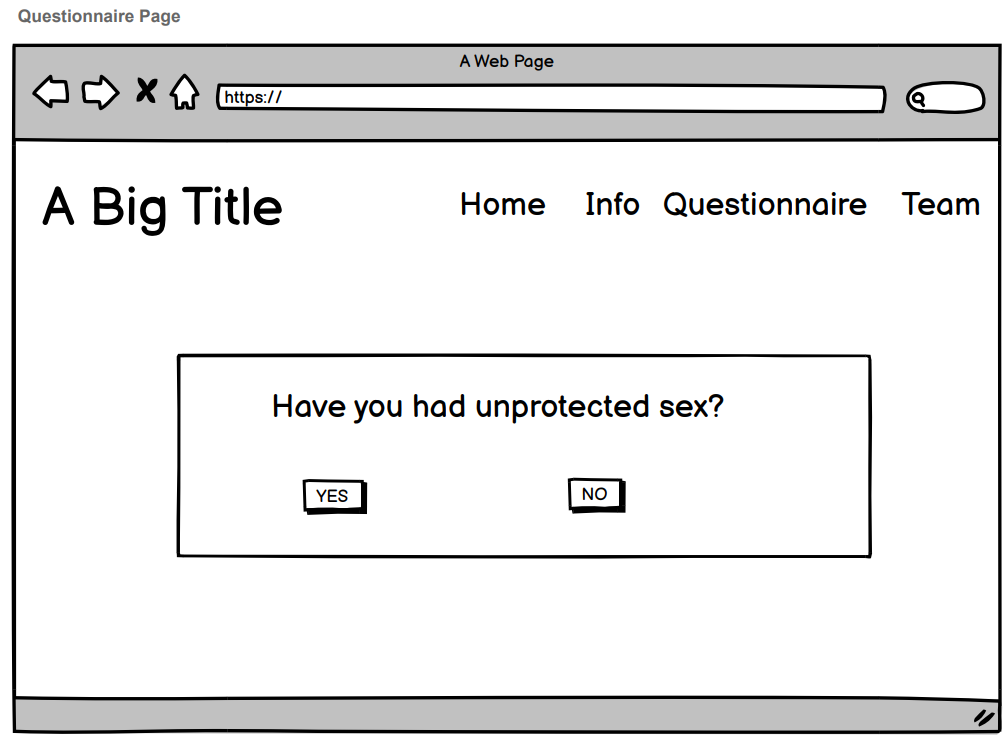 Questionnaire Page
A Web Page
https://
A Big Title
Home Info Questionnaire Team
Have you had unprotected sex?
YES NO